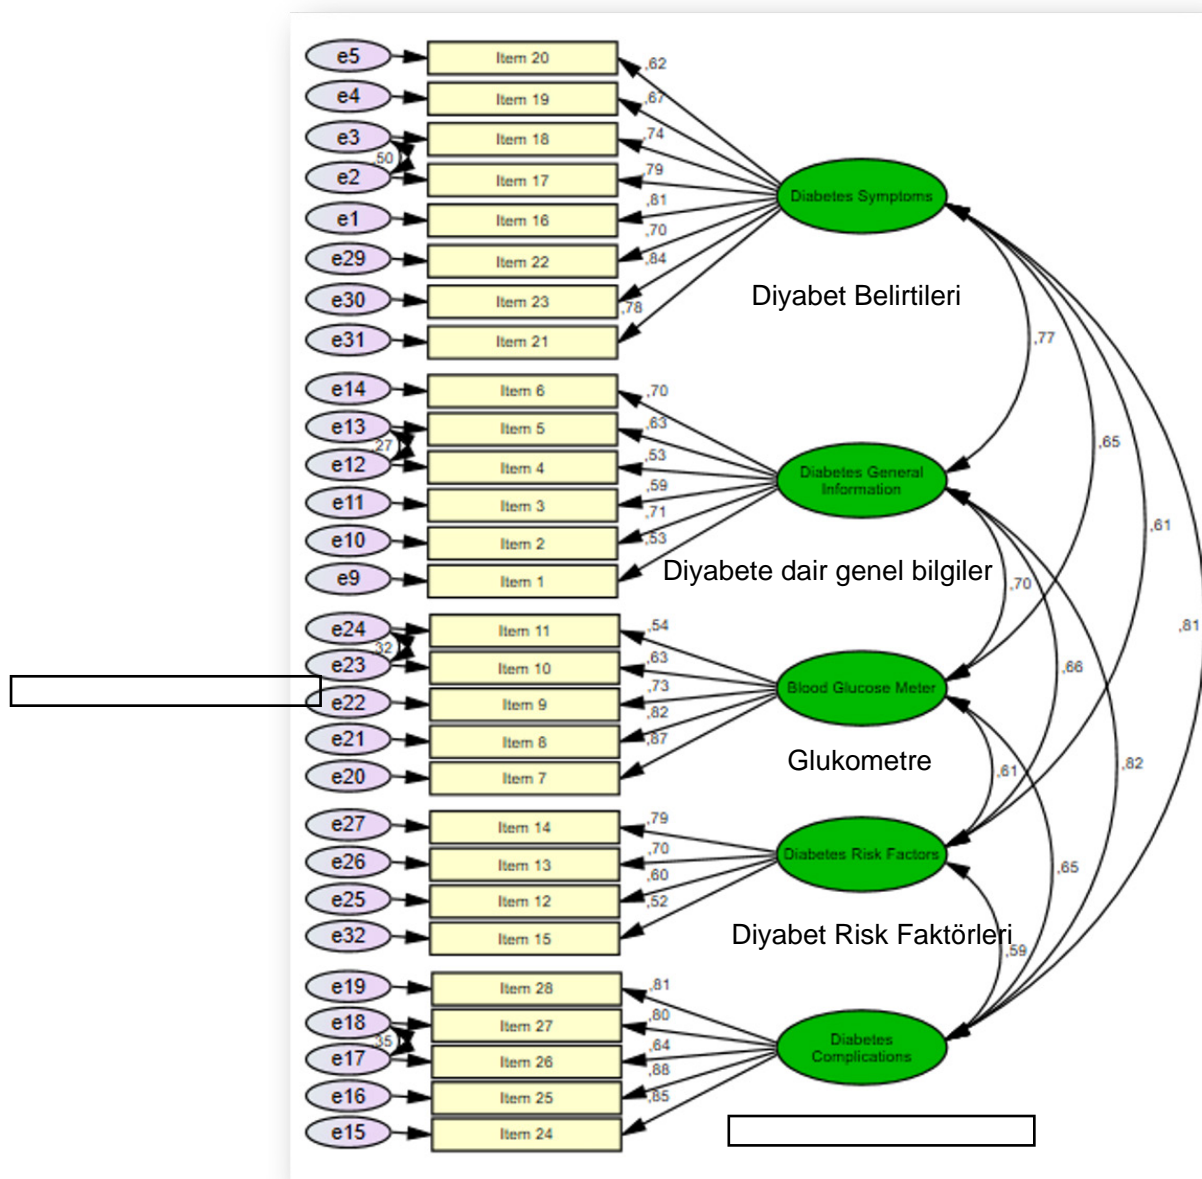 e5 Item 20 ,62
e4 Item 19 ,67
e3 Item 18 ,74
,50
e2 Item 17 ,79
e1 Item 16 ,81
e29 Item 22 ,70
e30 Item 23 ,84
e31 Item 21 ,78
Diabetes Symptoms
Diyabet Belirtileri
,77
,65
,61
,81
e14 Item 6 ,70
e13 Item 5 ,63
,27
e12 Item 4 ,53
e11 Item 3 ,59
e10 Item 2 ,71
e9 Item 1 ,53
Diabetes General
Information
Diyabete dair genel bilgiler
,70
,66
,82
e24 Item 11 ,54
,32
e23 Item 10 ,63
e22 Item 9 ,73
e21 Item 8 ,82
e20 Item 7 ,87
Blood Glucose Meter
Glukometre
,61
,65
e27 Item 14 ,79
e26 Item 13 ,70
e25 Item 12 ,60
e32 Item 15 ,52
Diabetes Risk Factors
Diyabet Risk Faktörleri
,59
e19 Item 28 ,81
e18 Item 27 ,80
,35
e17 Item 26 ,64
e16 Item 25 ,88
e15 Item 24 ,85
Diabetes
Complications